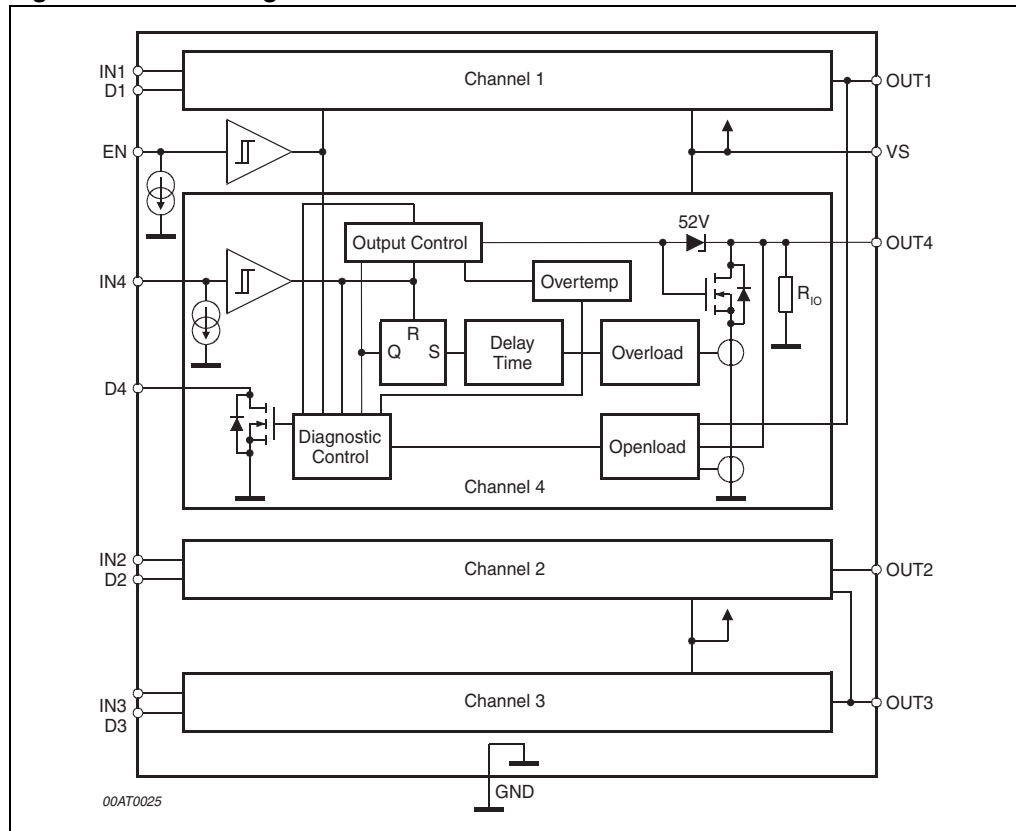 IN1
D1
Channel 1
OUT1
EN
VS
52V
Output Control
OUT4
IN4
Overtemp
R_IO
R
Q
S
Delay
Time
Overload
D4
Diagnostic
Control
Openload
Channel 4
IN2
D2
Channel 2
OUT2
IN3
D3
Channel 3
OUT3
GND
00AT0025